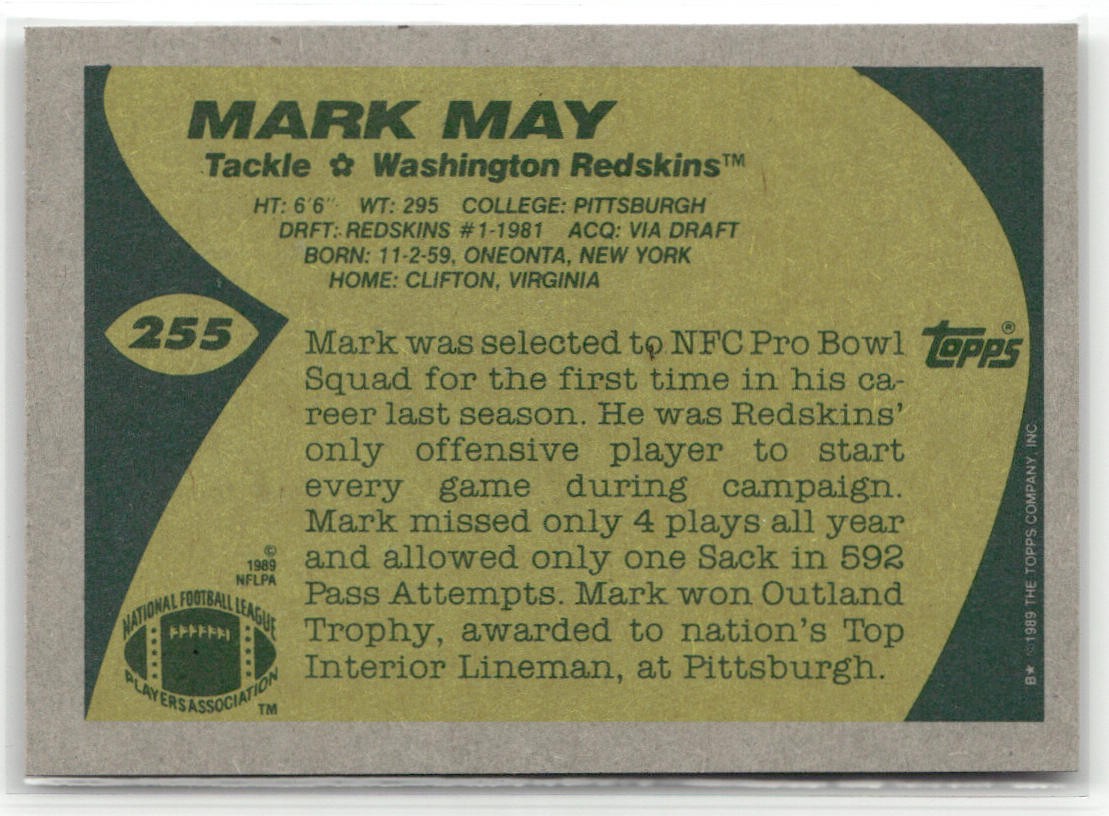 MARK MAY
Tackle ✿ Washington Redskins™
HT: 6'6" WT: 295 COLLEGE: PITTSBURGH
DRFT: REDSKINS #1-1981 ACQ: VIA DRAFT
BORN: 11-2-59, ONEONTA, NEW YORK
HOME: CLIFTON, VIRGINIA
255
Mark was selected to NFC Pro Bowl
Squad for the first time in his ca-
reer last season. He was Redskins'
only offensive player to start
every game during campaign.
Mark missed only 4 plays all year
and allowed only one Sack in 592
Pass Attempts. Mark won Outland
Trophy, awarded to nation's Top
Interior Lineman, at Pittsburgh.
topps®
©
1989
NFLPA
NATIONAL FOOTBALL LEAGUE
PLAYERS ASSOCIATION
™
B★ ©1989 THE TOPPS COMPANY, INC.